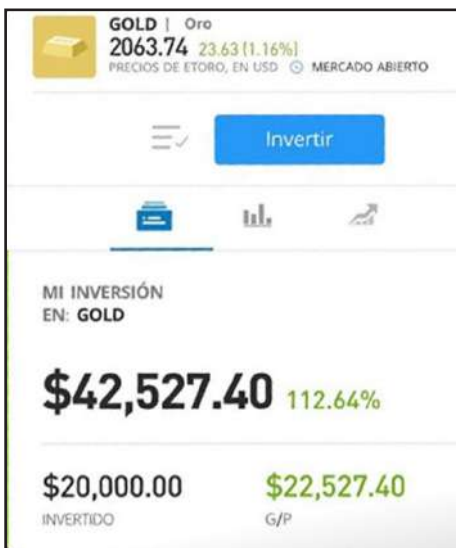 GOLD | Oro
2063.74 23.63 (1.16%)
PRECIOS DE ETORO, EN USD MERCADO ABIERTO
Invertir
MI INVERSIÓN
EN: GOLD
$42,527.40 112.64%
$20,000.00 $22,527.40
INVERTIDO G/P